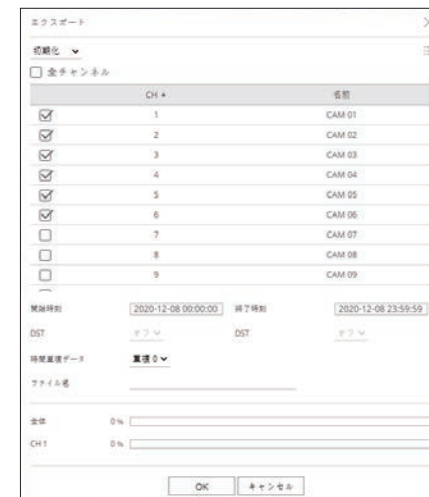 エクスポート
初期化
全チャンネル
CH 名前
1 CAM 01
2 CAM 02
3 CAM 03
4 CAM 04
5 CAM 05
6 CAM 06
7 CAM 07
8 CAM 08
9 CAM 09
開始時刻 2020-12-08 00:00:00 終了時刻 2020-12-08 23:59:59
DST オフ DST オフ
時間重複データ 重複 0
ファイル名
全体 0 %
CH 1 0 %
OK キャンセル